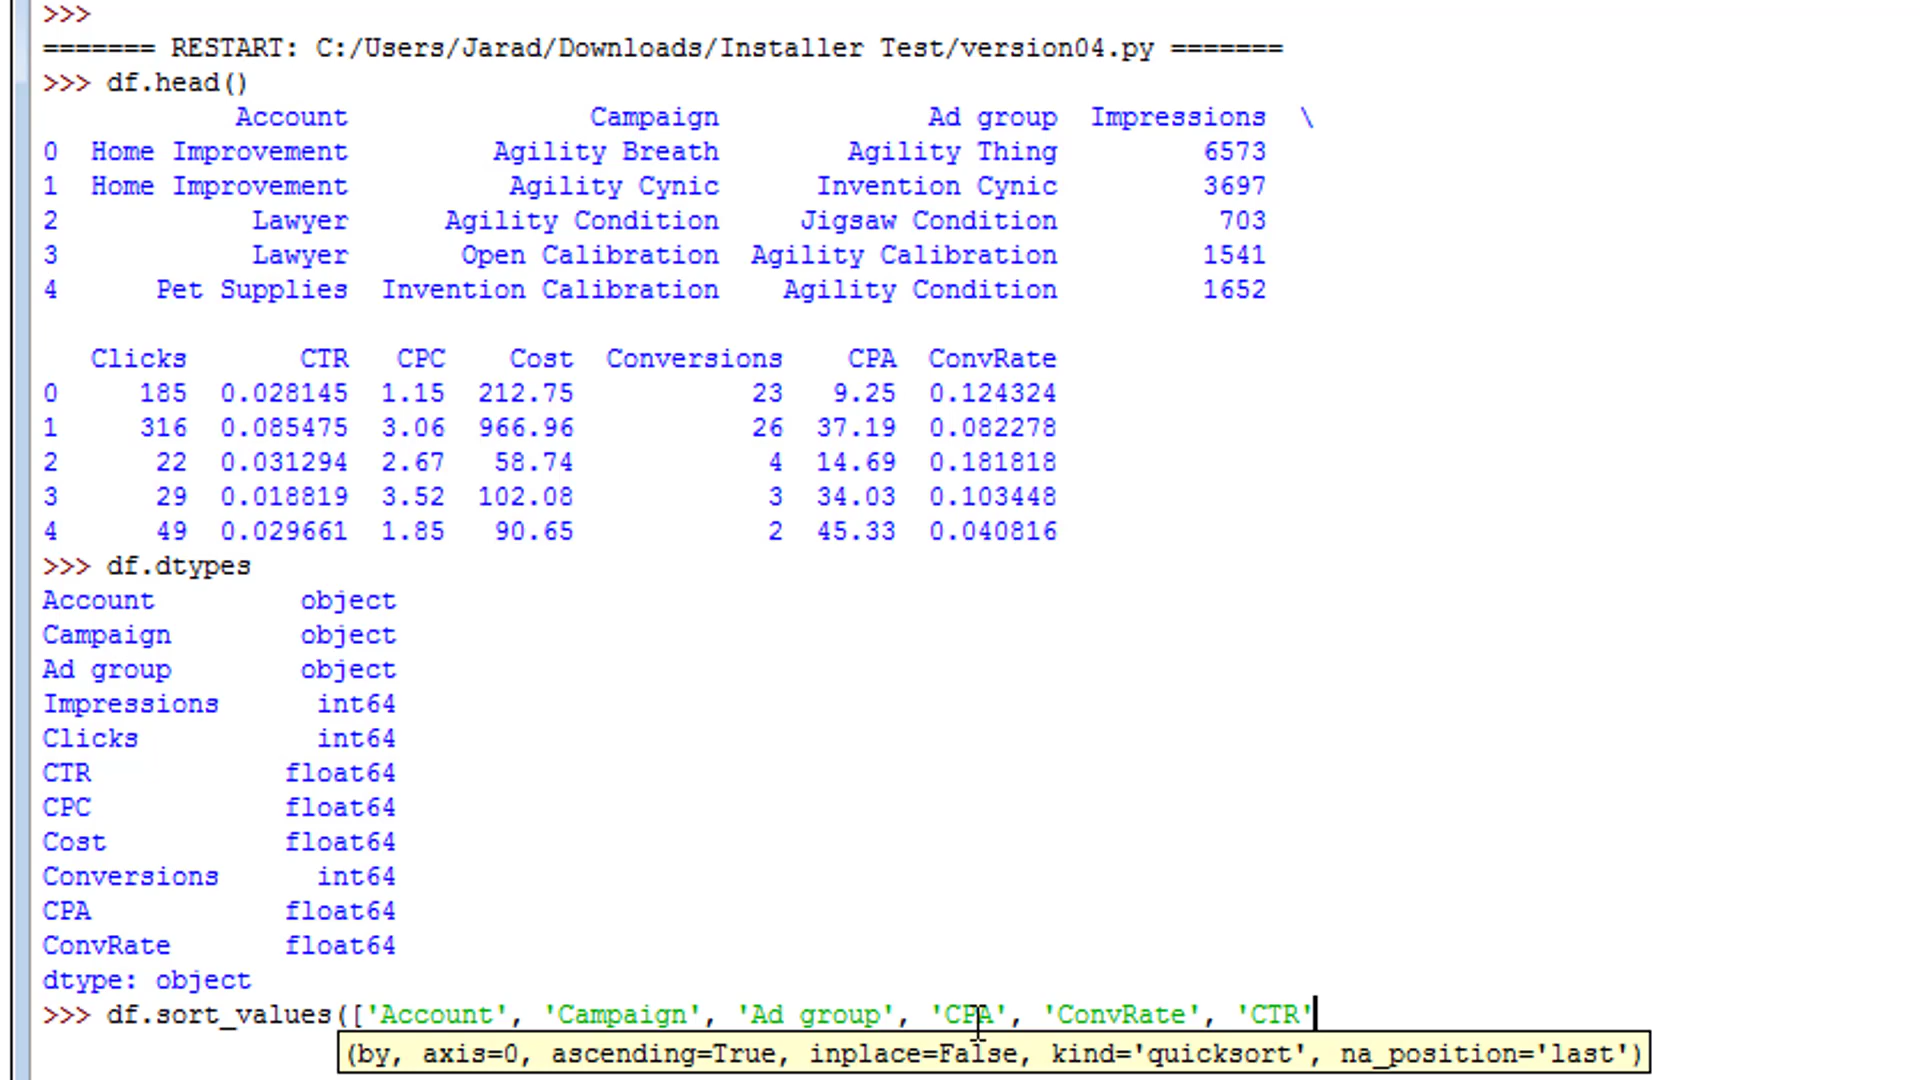 >>>
======= RESTART: C:/Users/Jarad/Downloads/Installer Test/version04.py =======
>>> df.head()
            Account               Campaign             Ad group  Impressions  \
0  Home Improvement         Agility Breath        Agility Thing         6573
1  Home Improvement          Agility Cynic      Invention Cynic         3697
2            Lawyer      Agility Condition     Jigsaw Condition          703
3            Lawyer       Open Calibration  Agility Calibration         1541
4      Pet Supplies  Invention Calibration    Agility Condition         1652

   Clicks       CTR   CPC    Cost  Conversions    CPA  ConvRate
0     185  0.028145  1.15  212.75           23   9.25  0.124324
1     316  0.085475  3.06  966.96           26  37.19  0.082278
2      22  0.031294  2.67   58.74            4  14.69  0.181818
3      29  0.018819  3.52  102.08            3  34.03  0.103448
4      49  0.029661  1.85   90.65            2  45.33  0.040816
>>> df.dtypes
Account         object
Campaign        object
Ad group        object
Impressions      int64
Clicks           int64
CTR            float64
CPC            float64
Cost           float64
Conversions      int64
CPA            float64
ConvRate       float64
dtype: object
>>> df.sort_values(['Account', 'Campaign', 'Ad group', 'CPA', 'ConvRate', 'CTR'
(by, axis=0, ascending=True, inplace=False, kind='quicksort', na_position='last')